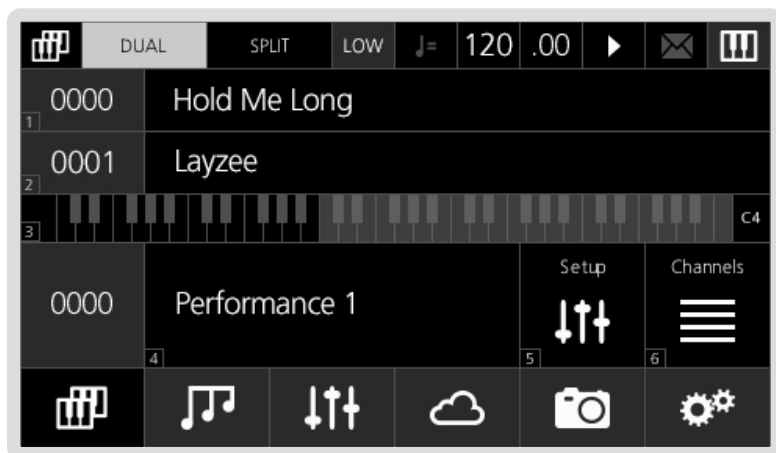 DUAL SPLIT LOW ♩= 120 .00
0000 Hold Me Long
1
0001 Layzee
2
C4
3
Setup Channels
0000 Performance 1
4 5 6